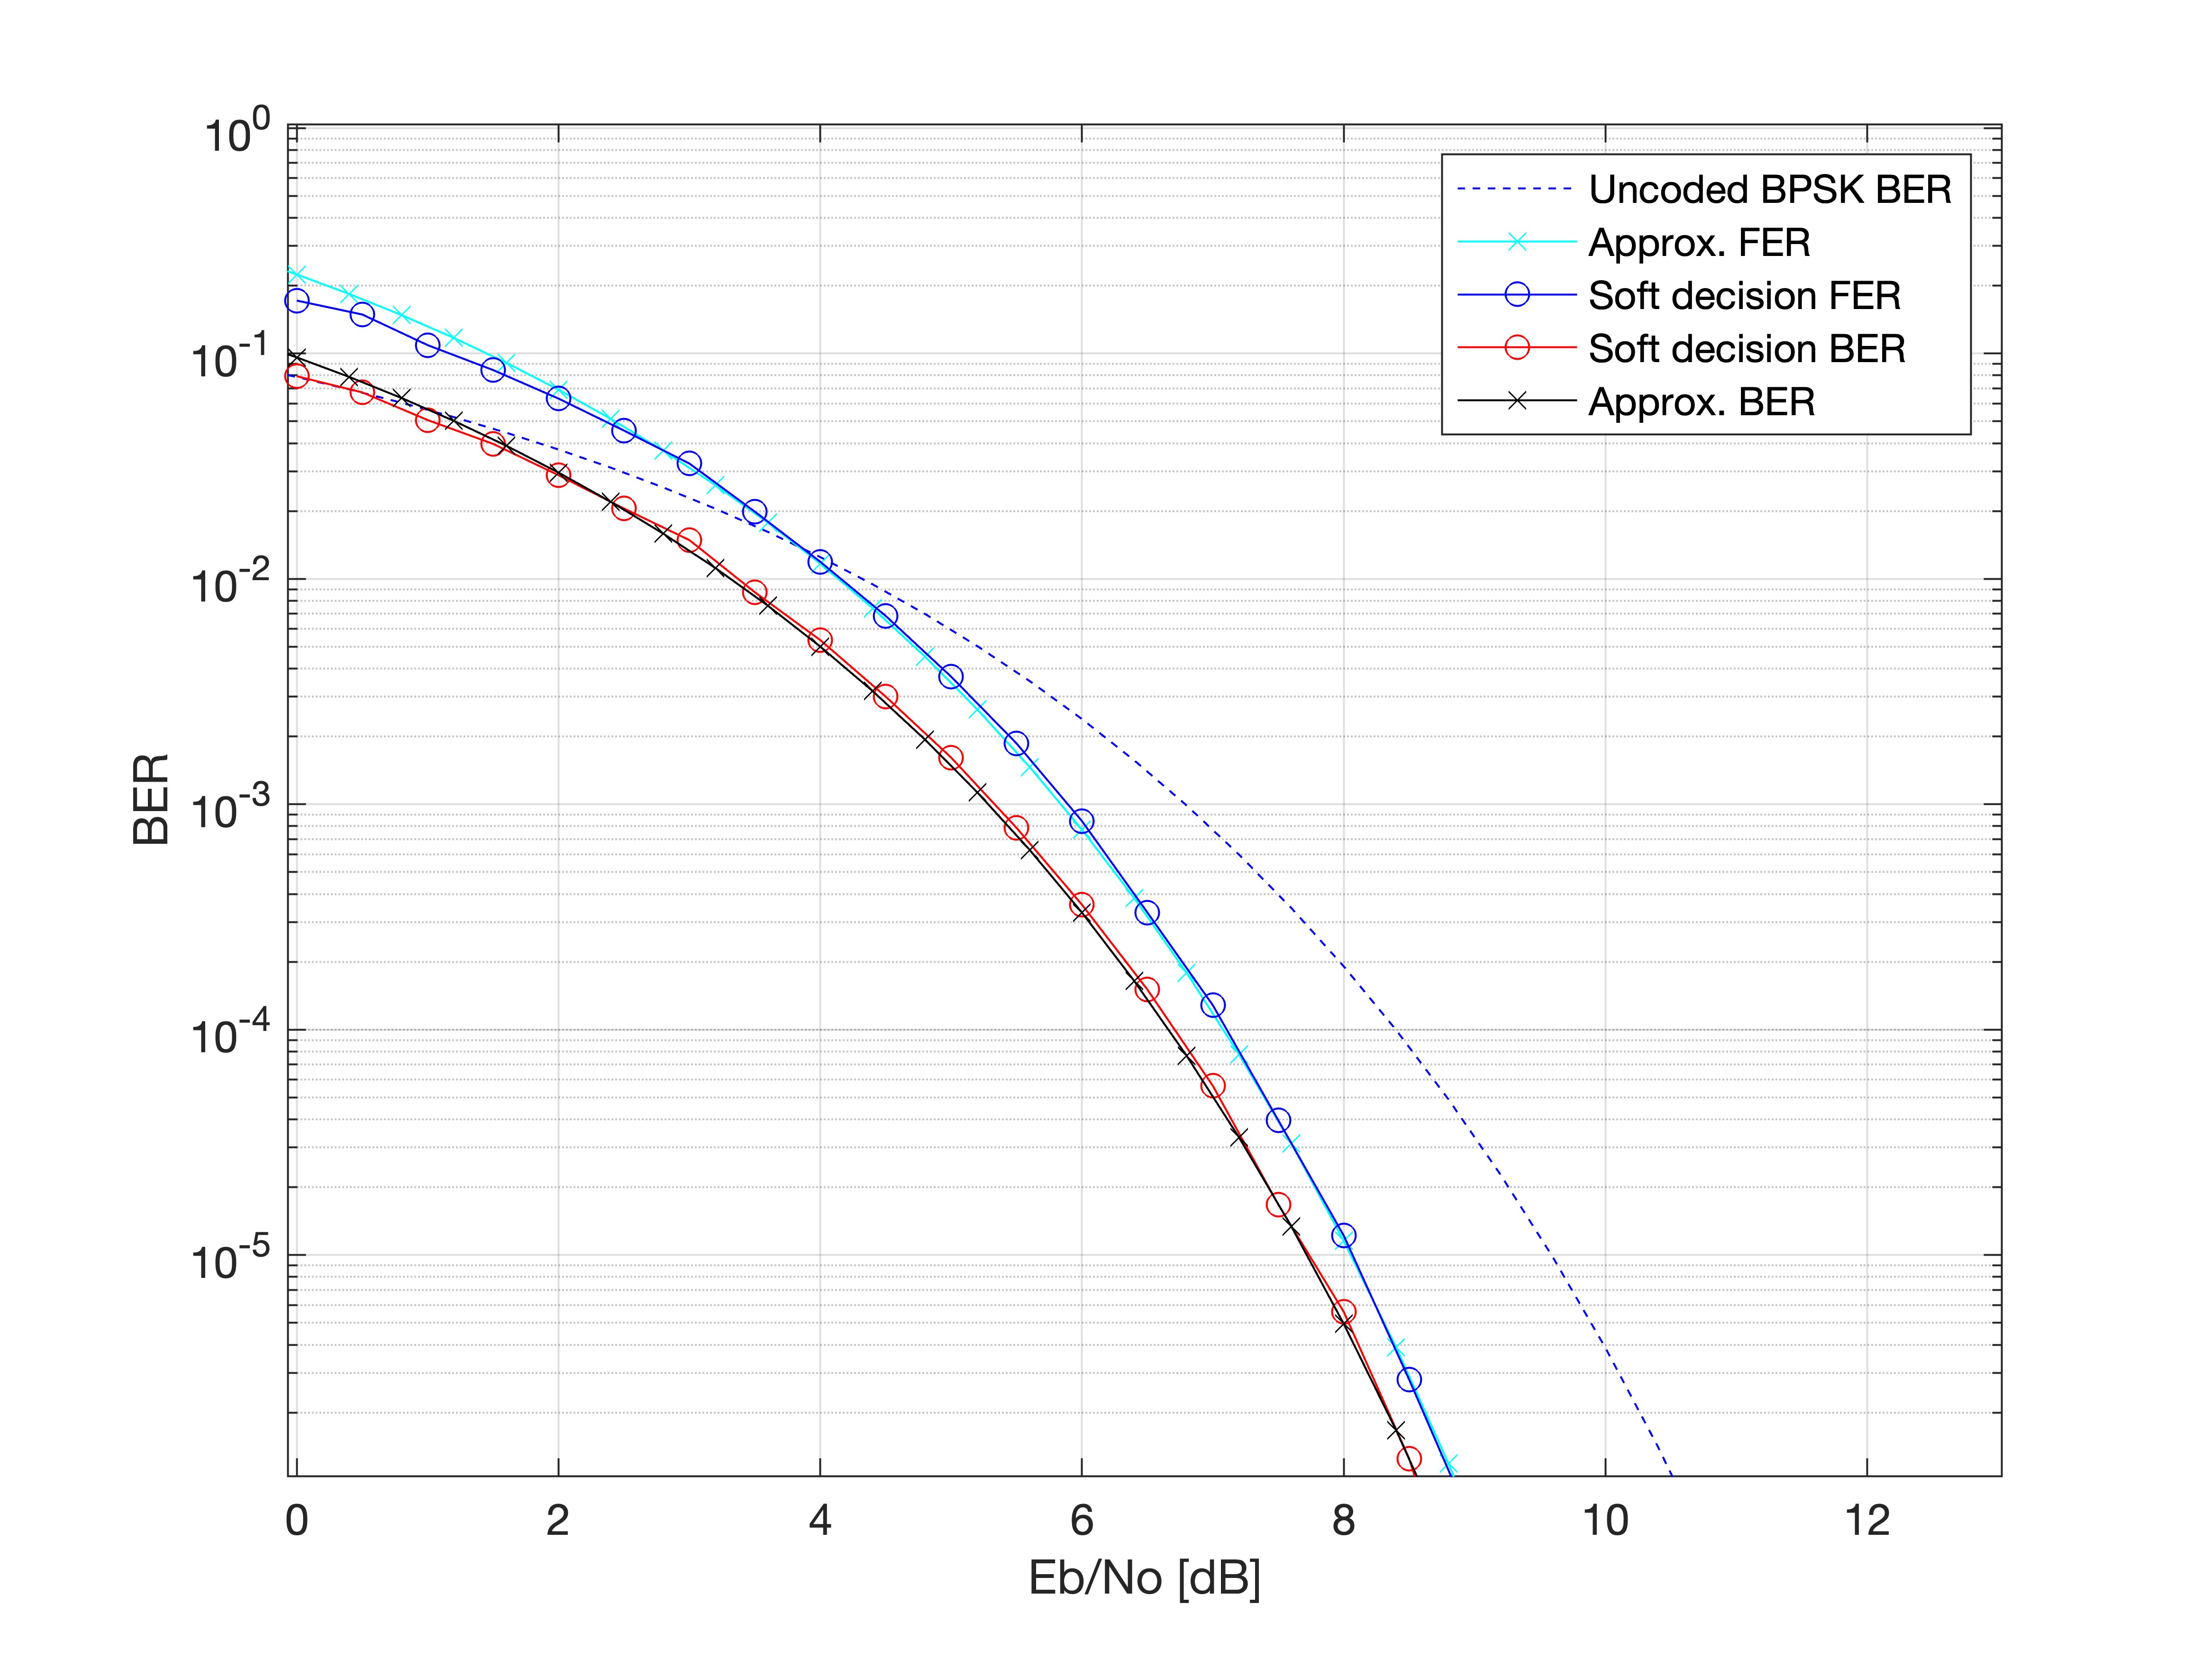 10^0
10^-1
10^-2
10^-3
10^-4
10^-5
BER
0 2 4 6 8 10 12
Eb/No [dB]
Uncoded BPSK BER
Approx. FER
Soft decision FER
Soft decision BER
Approx. BER